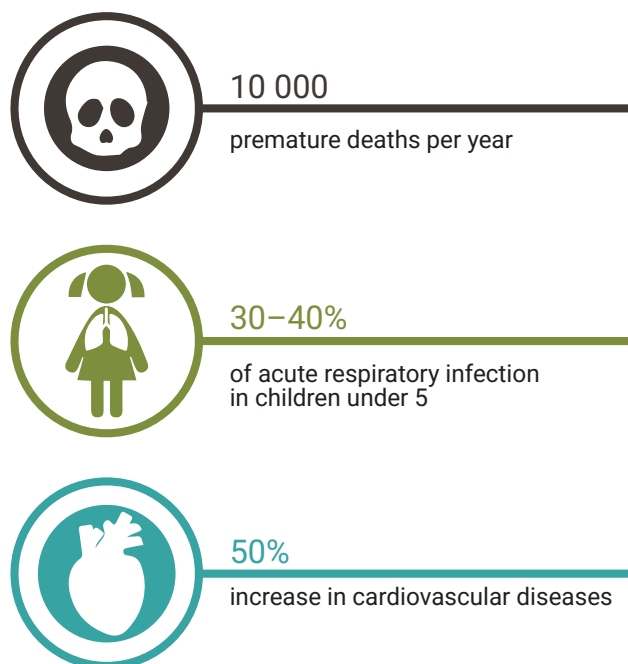 10 000
premature deaths per year
30–40%
of acute respiratory infection
in children under 5
50%
increase in cardiovascular diseases